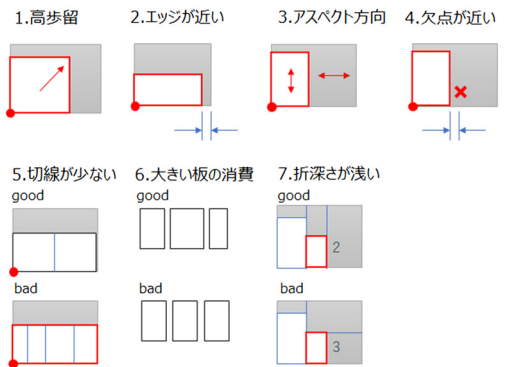 1.高歩留
2.エッジが近い
3.アスペクト方向
4.欠点が近い
5.切線が少ない
good
bad
6.大きい板の消費
good
bad
7.折深さが浅い
good
2
bad
3